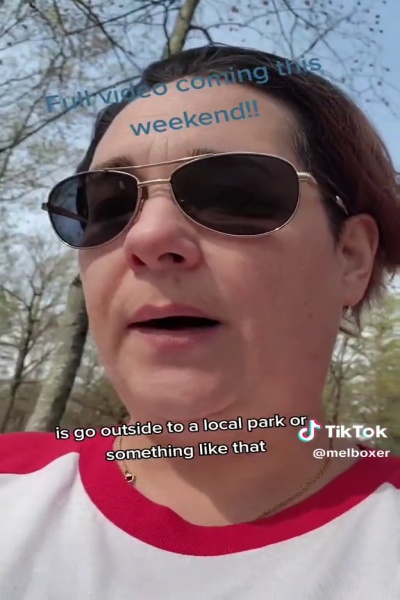 Full video coming this
weekend!!
is go outside to a local park or
something like that
TikTok
@melboxer